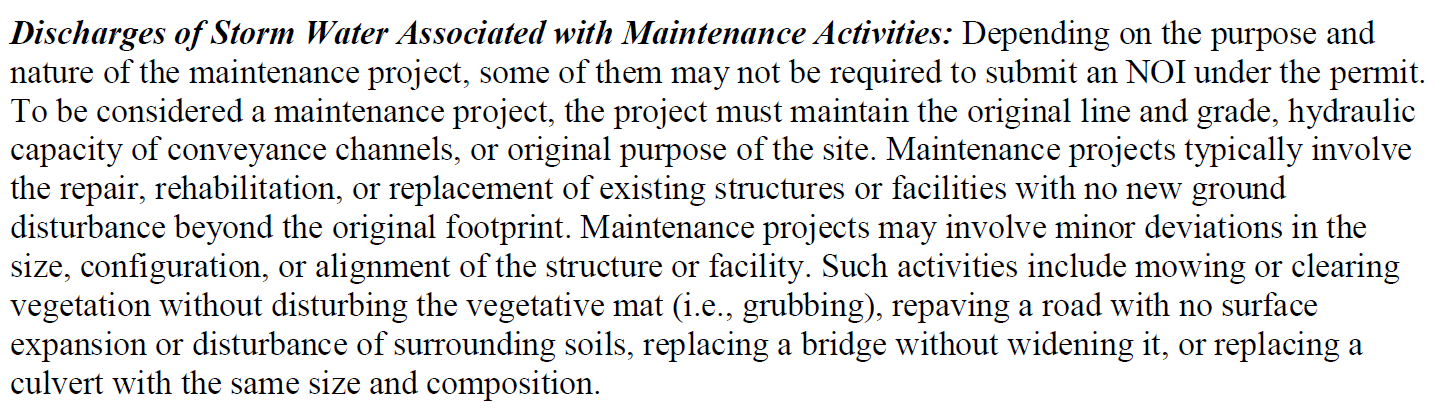 Discharges of Storm Water Associated with Maintenance Activities: Depending on the purpose and
nature of the maintenance project, some of them may not be required to submit an NOI under the permit.
To be considered a maintenance project, the project must maintain the original line and grade, hydraulic
capacity of conveyance channels, or original purpose of the site. Maintenance projects typically involve
the repair, rehabilitation, or replacement of existing structures or facilities with no new ground
disturbance beyond the original footprint. Maintenance projects may involve minor deviations in the
size, configuration, or alignment of the structure or facility. Such activities include mowing or clearing
vegetation without disturbing the vegetative mat (i.e., grubbing), repaving a road with no surface
expansion or disturbance of surrounding soils, replacing a bridge without widening it, or replacing a
culvert with the same size and composition.